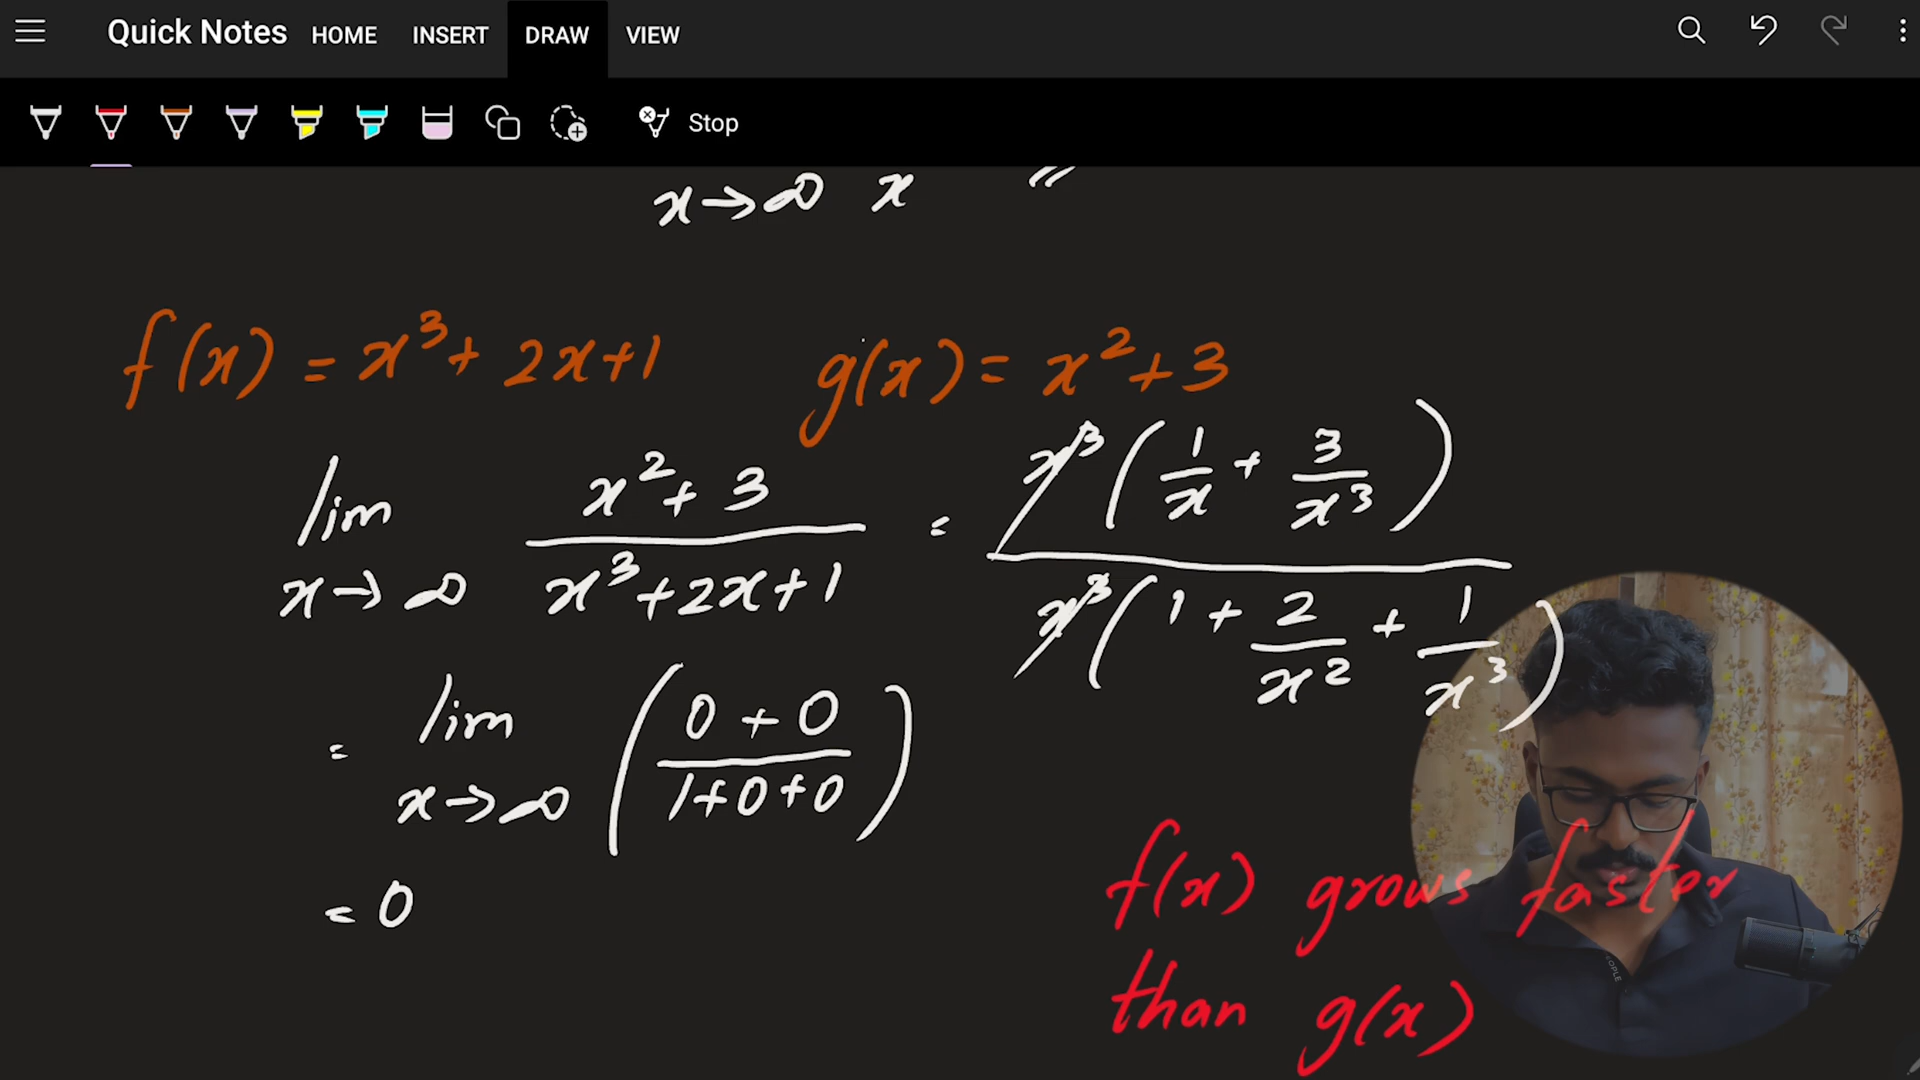 Quick Notes HOME INSERT DRAW VIEW
Stop
x→∞ x
f(x) = x³ + 2x+1 g(x) = x² + 3
lim x→∞ (x² + 3)/(x³+2x+1) = x³(1/x + 3/x³)/x³(1 + 2/x² + 1/x³)
= lim x→∞ ((0 + 0)/(1+0+0))
= 0
f(x) grows faster
than g(x)
OPLE